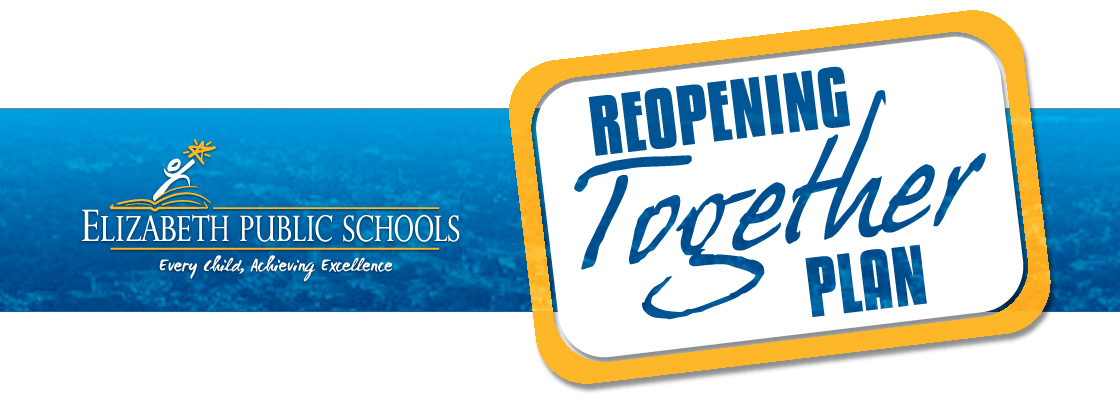 ELIZABETH PUBLIC SCHOOLS
Every Child, Achieving Excellence
REOPENING
Together
PLAN